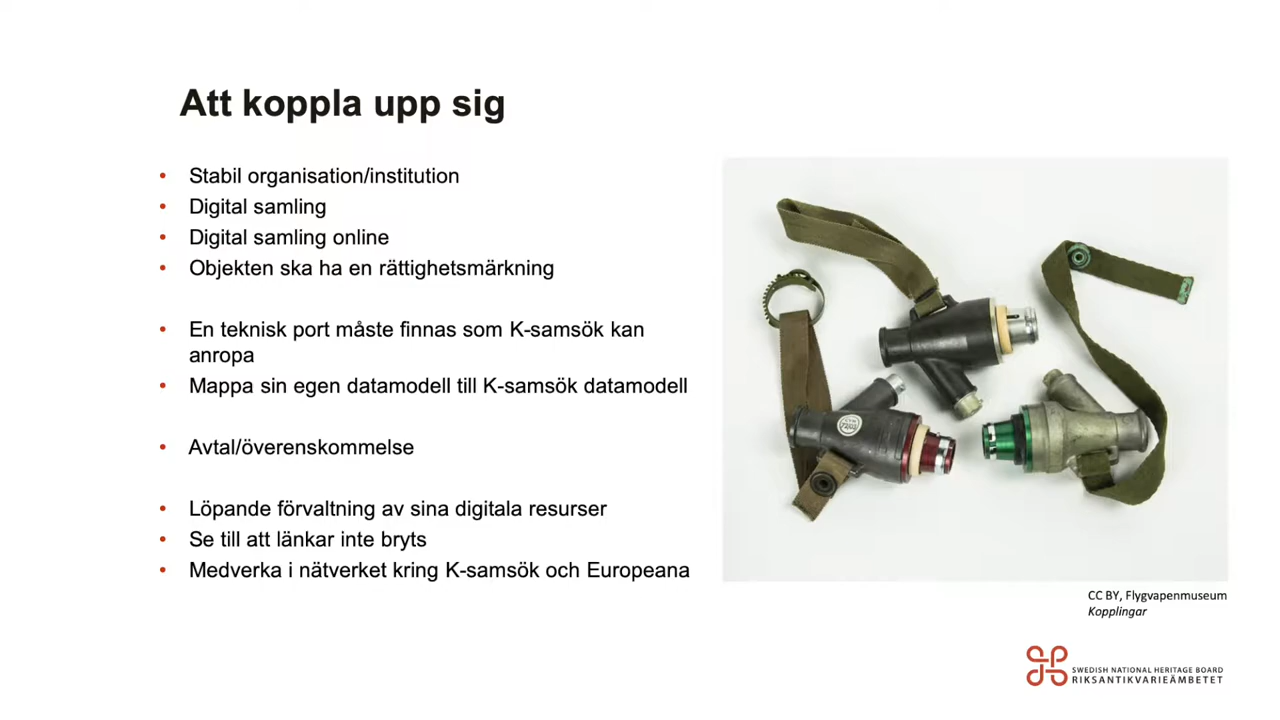 Att koppla upp sig
• Stabil organisation/institution
• Digital samling
• Digital samling online
• Objekten ska ha en rättighetsmärkning
• En teknisk port måste finnas som K-samsök kan
anropa
• Mappa sin egen datamodell till K-samsök datamodell
• Avtal/överenskommelse
• Löpande förvaltning av sina digitala resurser
• Se till att länkar inte bryts
• Medverka i nätverket kring K-samsök och Europeana
CC BY, Flygvapenmuseum
Kopplingar
SWEDISH NATIONAL HERITAGE BOARD
RIKSANTIKVARIEÄMBETET